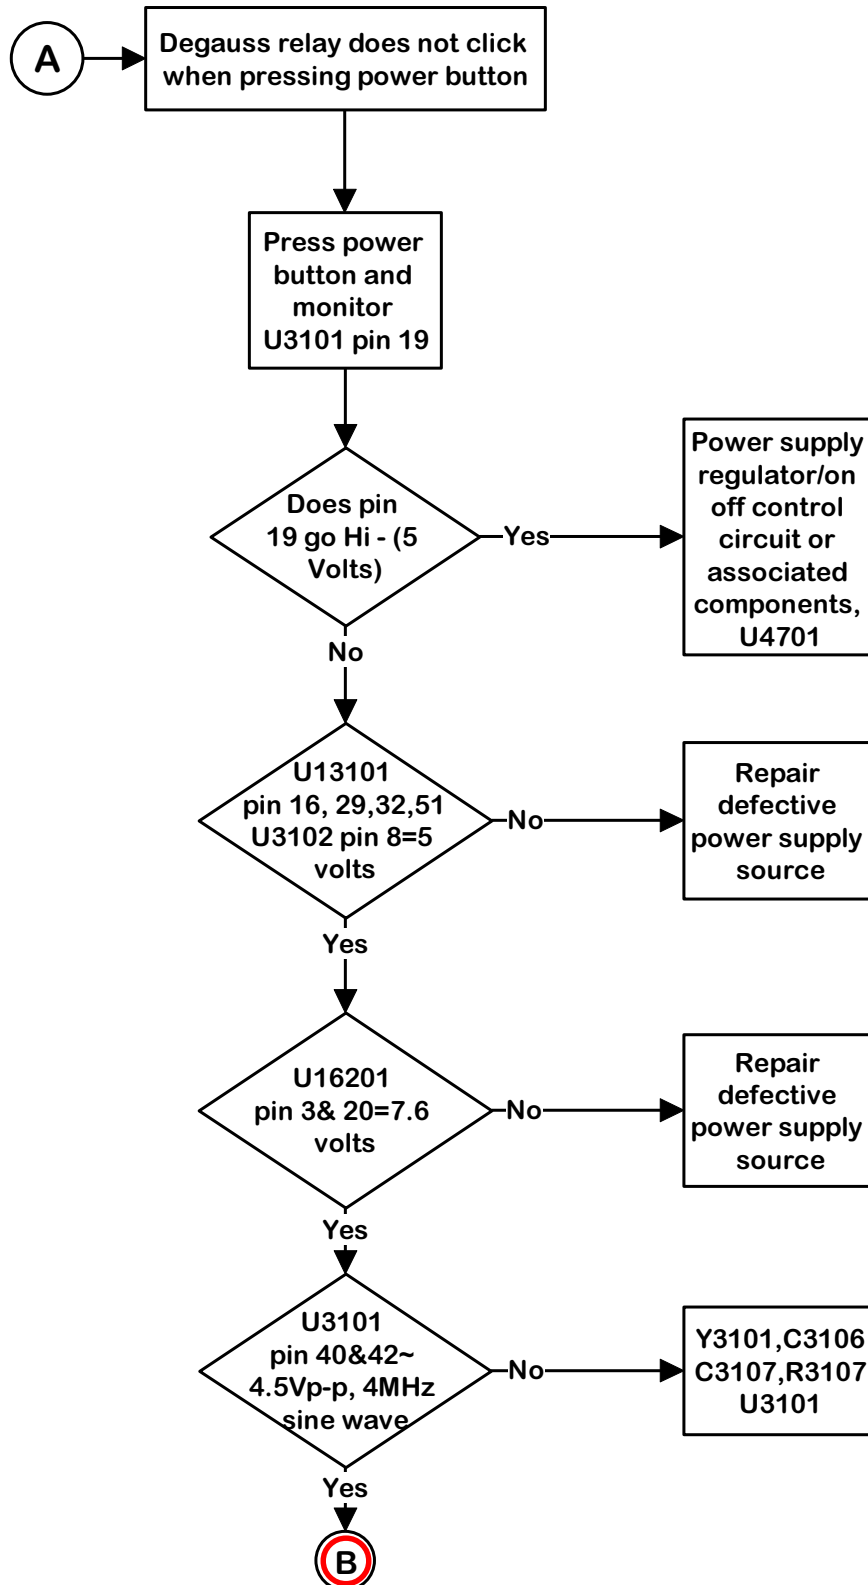 A
Degauss relay does not click
when pressing power button
Press power
button and
monitor
U3101 pin 19
Does pin
19 go Hi - (5
Volts)
Yes
Power supply
regulator/on
off control
circuit or
associated
components,
U4701
No
U13101
pin 16, 29,32,51
U3102 pin 8=5
volts
No
Repair
defective
power supply
source
Yes
U16201
pin 3& 20=7.6
volts
No
Repair
defective
power supply
source
Yes
U3101
pin 40&42~
4.5Vp-p, 4MHz
sine wave
No
Y3101,C3106
C3107,R3107
U3101
Yes
B